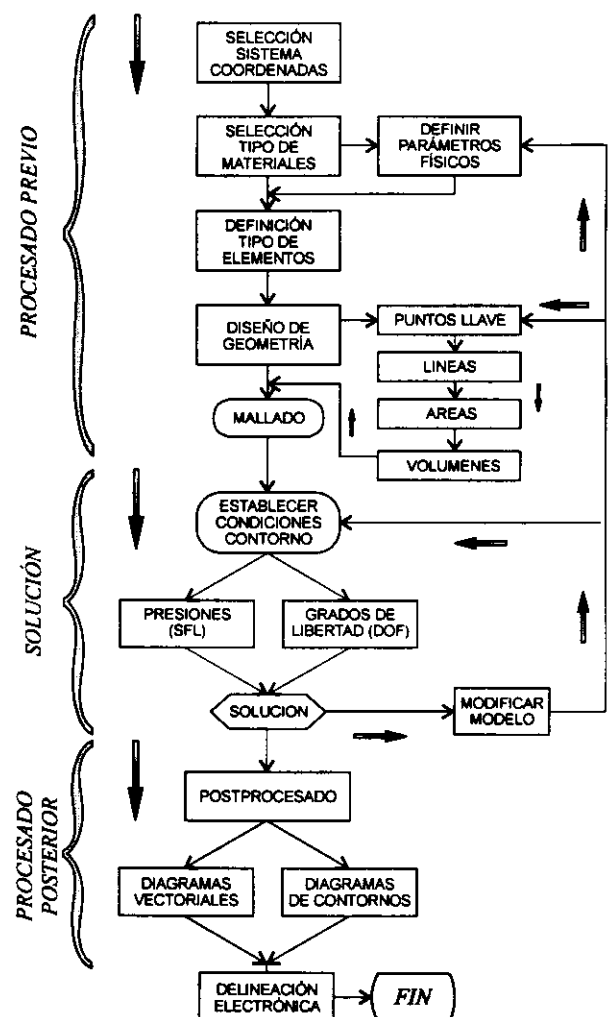 SELECCIÓN
SISTEMA
COORDENADAS
SELECCIÓN
TIPO DE
MATERIALES
DEFINIR
PARÁMETROS
FÍSICOS
PROCESADO PREVIO
DEFINICIÓN
TIPO DE
ELEMENTOS
DISEÑO DE
GEOMETRÍA
PUNTOS LLAVE
LINEAS
AREAS
VOLUMENES
MALLADO
ESTABLECER
CONDICIONES
CONTORNO
SOLUCIÓN
PRESIONES
(SFL)
GRADOS DE
LIBERTAD (DOF)
SOLUCION
MODIFICAR
MODELO
PROCESADO
POSTERIOR
POSTPROCESADO
DIAGRAMAS
VECTORIALES
DIAGRAMAS
DE CONTORNOS
DELINEACIÓN
ELECTRÓNICA
FIN